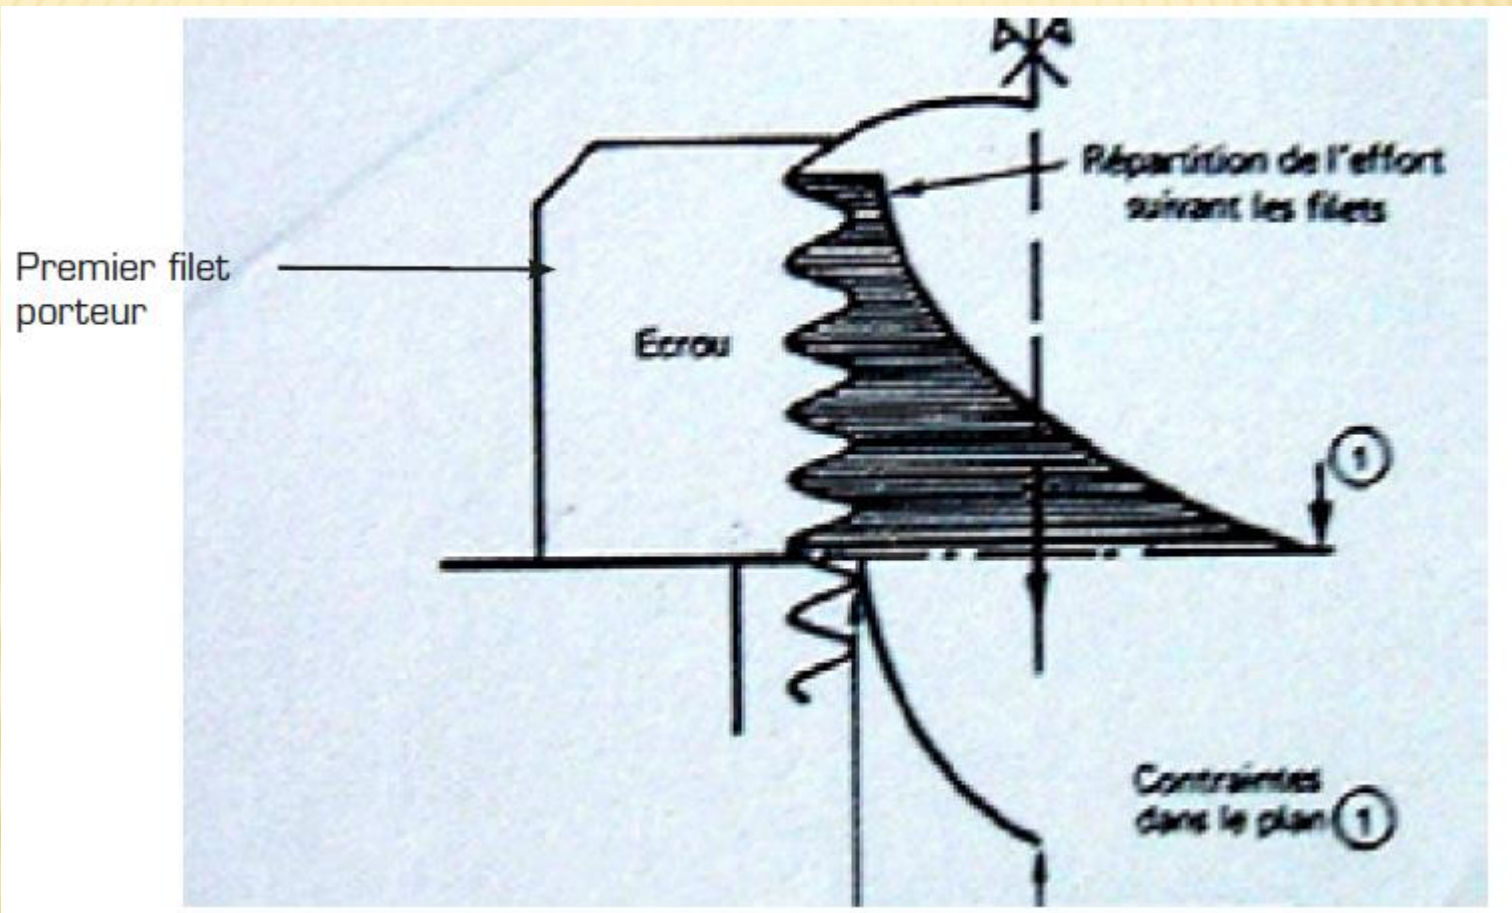 Répartition de l'effort
suivant les filets
Premier filet
porteur
Ecrou
1
Contraintes
dans le plan 1